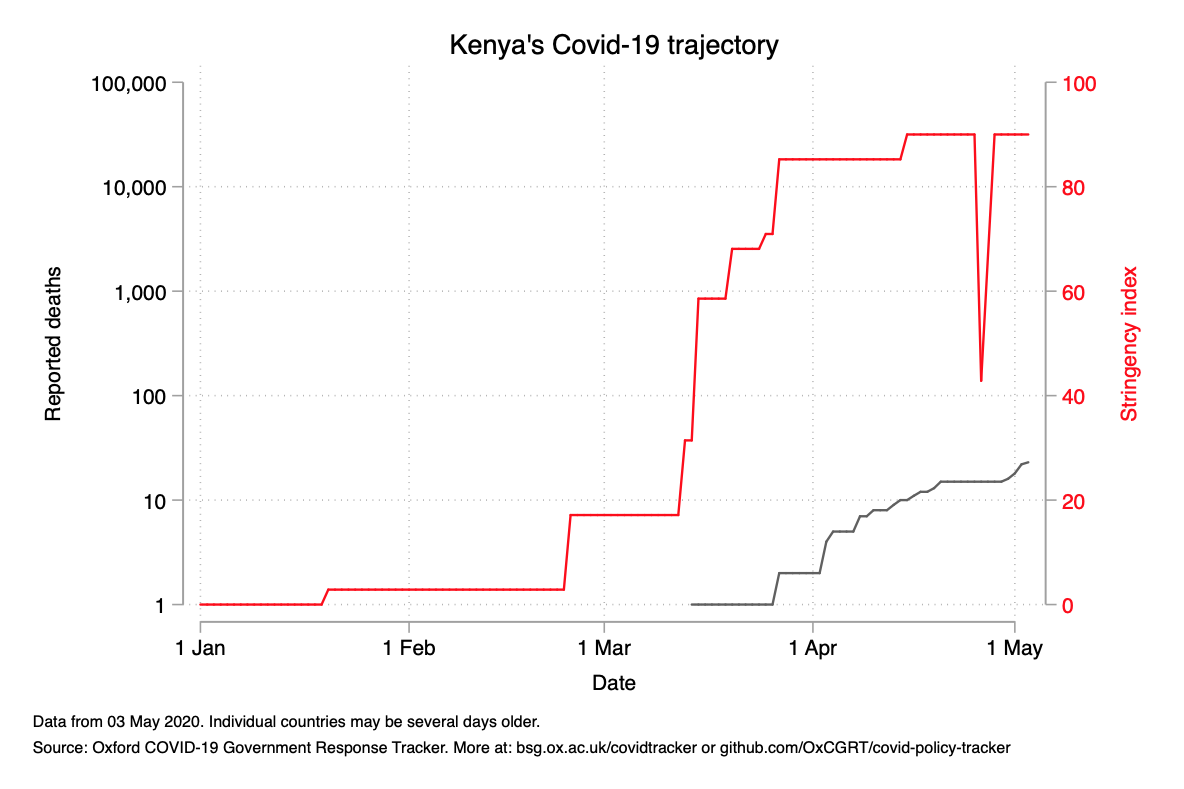 Kenya's Covid-19 trajectory
100,000
10,000
1,000
100
10
1
Reported deaths
100
80
60
40
20
0
Stringency index
1 Jan
1 Feb
1 Mar
1 Apr
1 May
Date
Data from 03 May 2020. Individual countries may be several days older.
Source: Oxford COVID-19 Government Response Tracker. More at: bsg.ox.ac.uk/covidtracker or github.com/OxCGRT/covid-policy-tracker